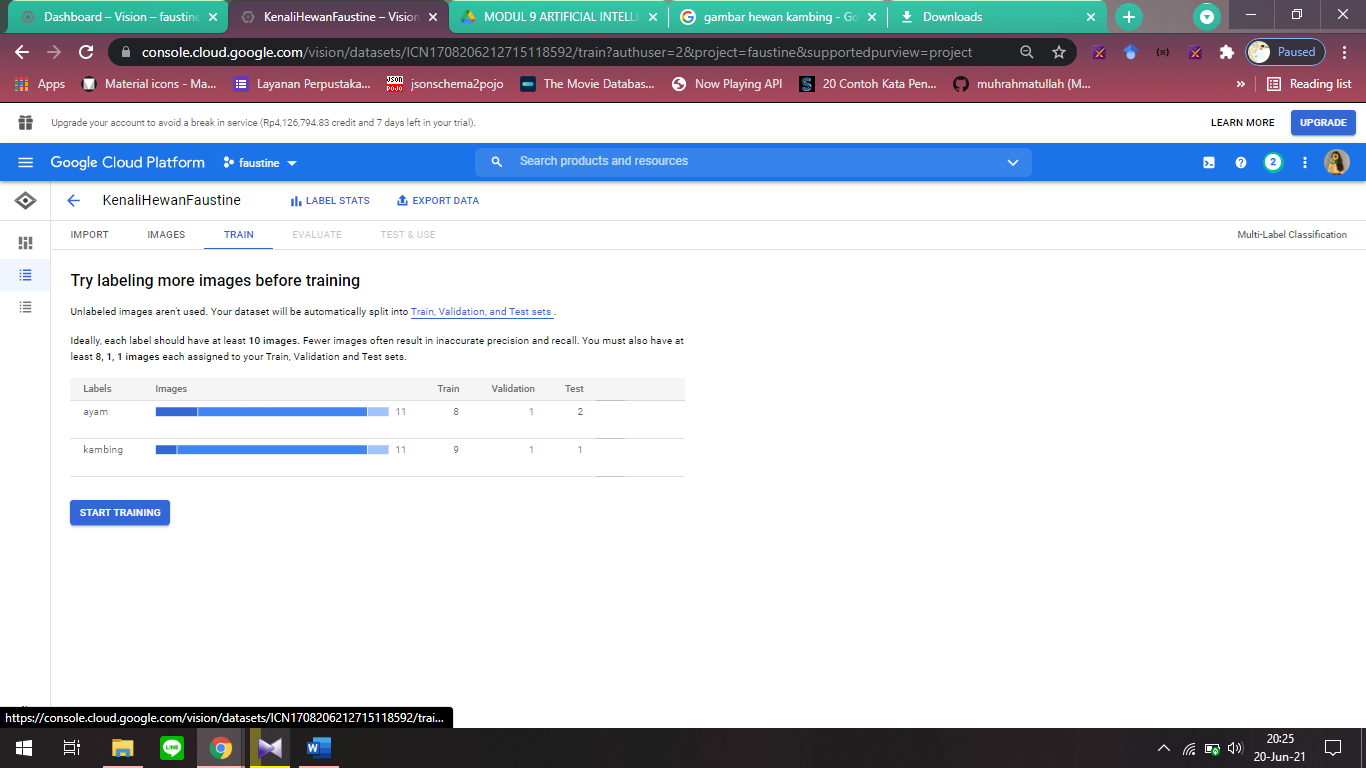 Dashboard – Vision – faustine
KenaliHewanFaustine – Vision
MODUL 9 ARTIFICIAL INTELLI
gambar hewan kambing - Go
Downloads
console.cloud.google.com/vision/datasets/ICN1708206212715118592/train?authuser=2&project=faustine&supportedpurview=project
Paused
Apps
Material icons - Ma...
Layanan Perpustaka...
JSON POJO
jsonschema2pojo
The Movie Databas...
Now Playing API
20 Contoh Kata Pen...
muhrahmatullah (M...
»
Reading list
Upgrade your account to avoid a break in service (Rp4,126,794.83 credit and 7 days left in your trial).
LEARN MORE
UPGRADE
Google Cloud Platform
faustine
Search products and resources
2
KenaliHewanFaustine
LABEL STATS
EXPORT DATA
IMPORT
IMAGES
TRAIN
EVALUATE
TEST & USE
Multi-Label Classification
Try labeling more images before training
Unlabeled images aren't used. Your dataset will be automatically split into Train, Validation, and Test sets .
Ideally, each label should have at least 10 images. Fewer images often result in inaccurate precision and recall. You must also have at
least 8, 1, 1 images each assigned to your Train, Validation and Test sets.
Labels Images Train Validation Test
ayam 11 8 1 2
kambing 11 9 1 1
START TRAINING
https://console.cloud.google.com/vision/datasets/ICN1708206212715118592/trai...
LINE
20:25
20-Jun-21